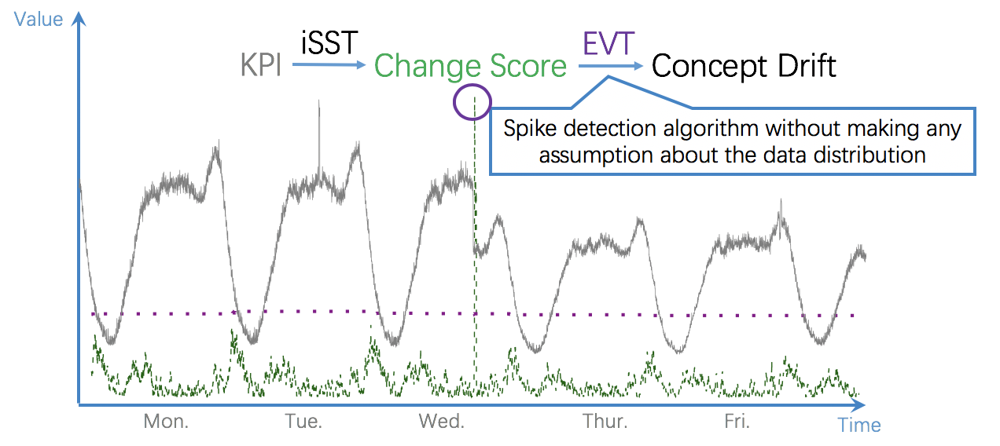 Value
iSST
EVT
KPI
Change Score
Concept Drift
Spike detection algorithm without making any
assumption about the data distribution
Mon.
Tue.
Wed.
Thur.
Fri.
Time